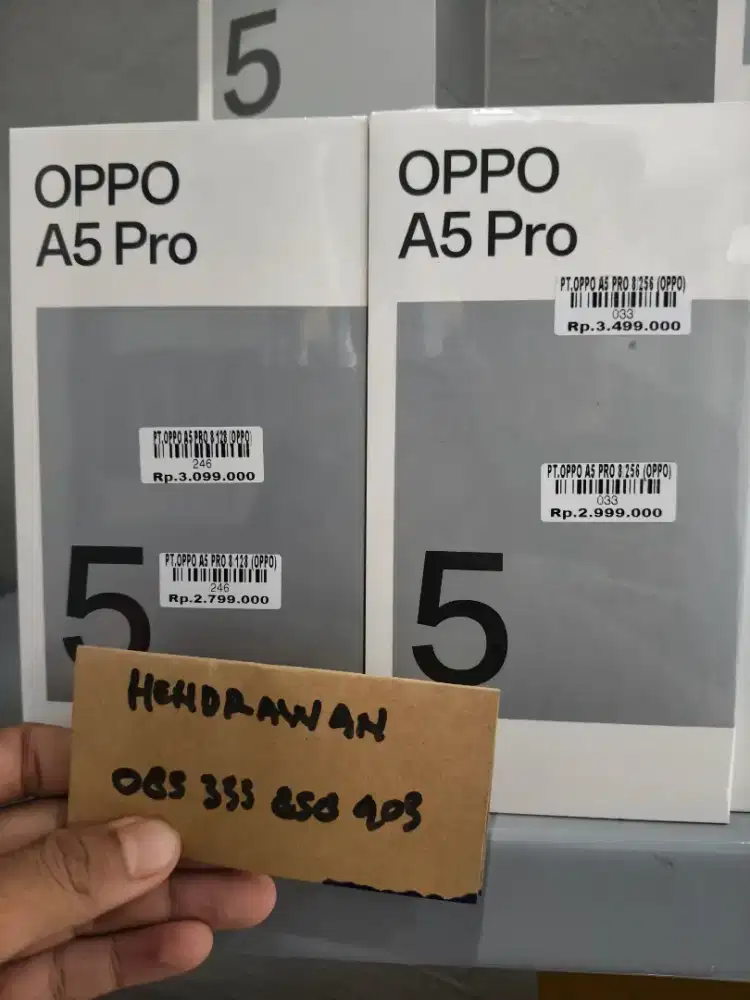 5
OPPO
A5 Pro
PT.OPPO A5 PRO 8 128 (OPPO)
246
Rp.3.099.000
PT.OPPO A5 PRO 8 128 (OPPO)
246
Rp.2.799.000
5
OPPO
A5 Pro
PT.OPPO A5 PRO 8 256 (OPPO)
033
Rp.3.499.000
PT.OPPO A5 PRO 8 256 (OPPO)
033
Rp.2.999.000
5
HENDRAWAN
085 333 858 903